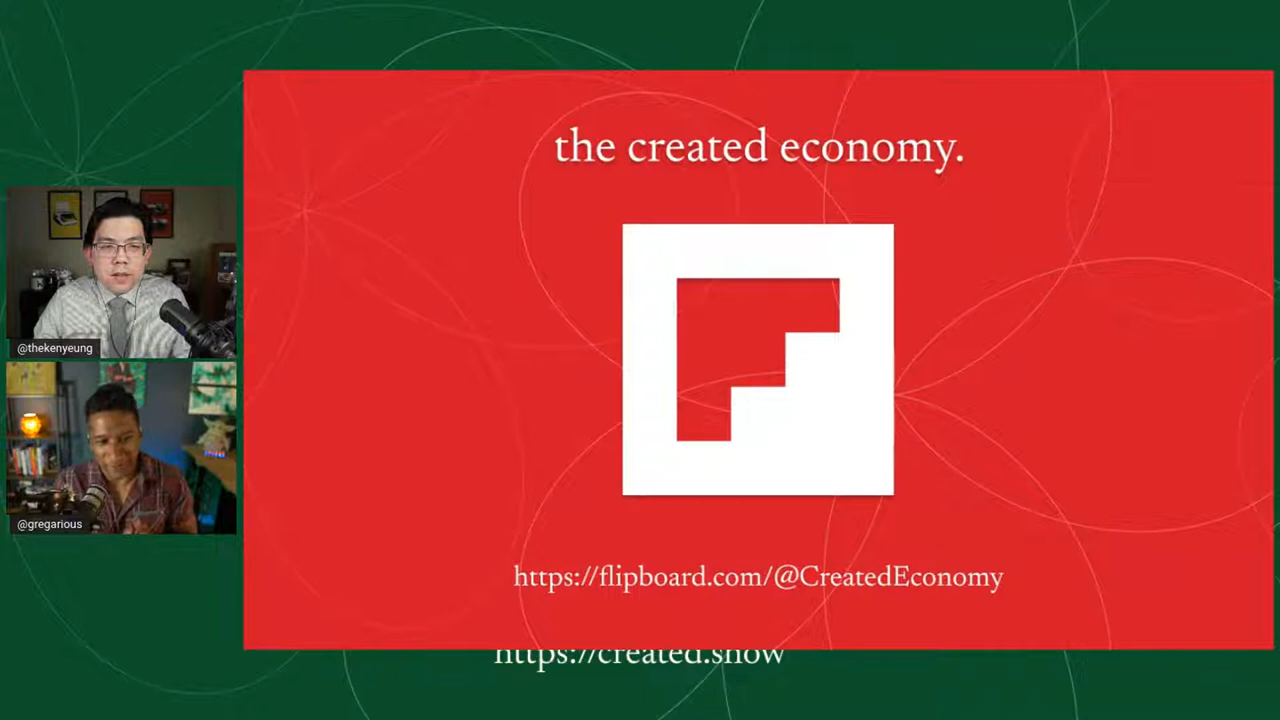 the created economy.
@thekenyeung
@gregarious
https://flipboard.com/@CreatedEconomy
https://created.show